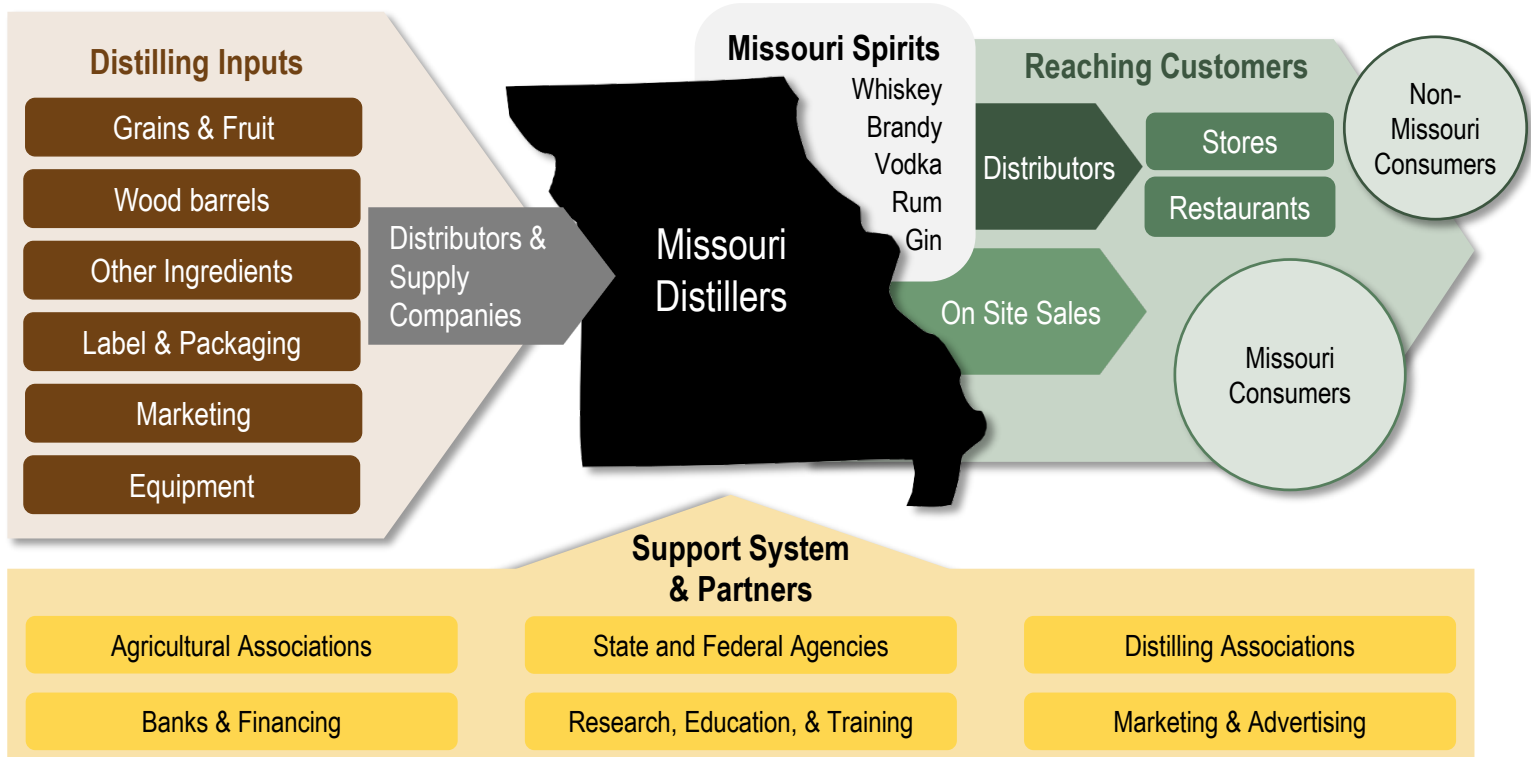 Distilling Inputs
Grains & Fruit
Wood barrels
Other Ingredients
Label & Packaging
Marketing
Equipment
Distributors &
Supply
Companies
Missouri
Distillers
Missouri Spirits
Whiskey
Brandy
Vodka
Rum
Gin
Reaching Customers
Distributors
Stores
Restaurants
On Site Sales
Non-
Missouri
Consumers
Missouri
Consumers
Support System
& Partners
Agricultural Associations
State and Federal Agencies
Distilling Associations
Banks & Financing
Research, Education, & Training
Marketing & Advertising